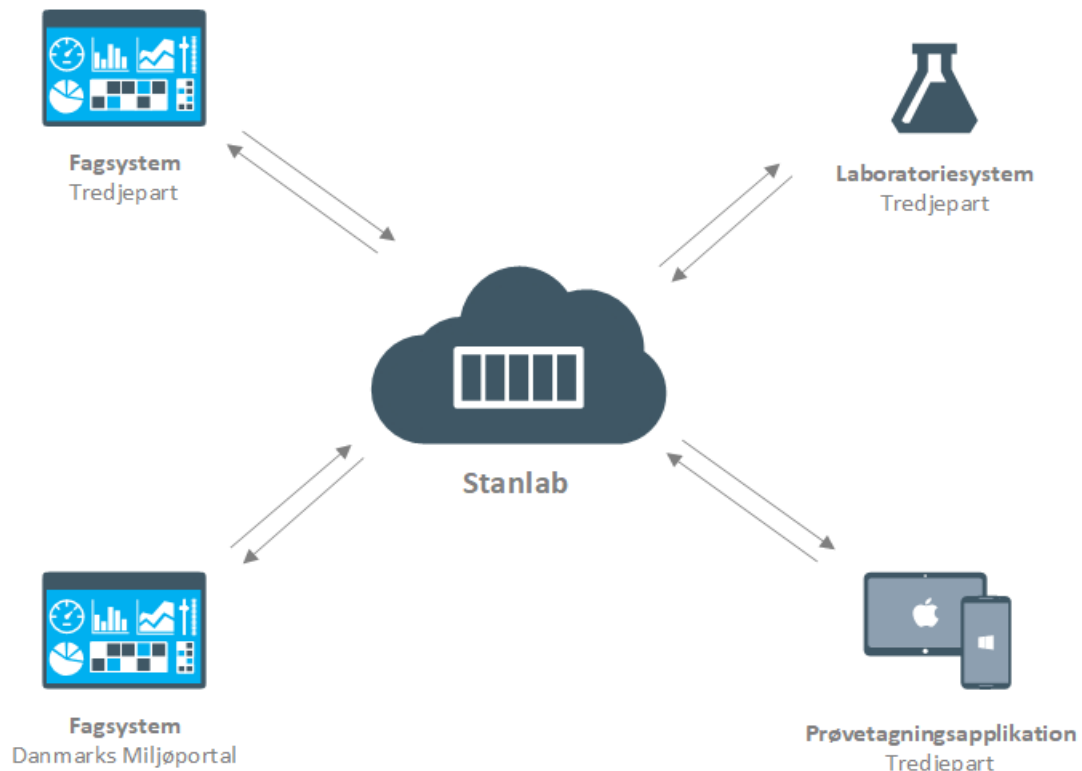 Fagsystem
Tredjepart
Laboratoriesystem
Tredjepart
Stanlab
Fagsystem
Danmarks Miljøportal
Prøvetagningsapplikation
Tredjepart